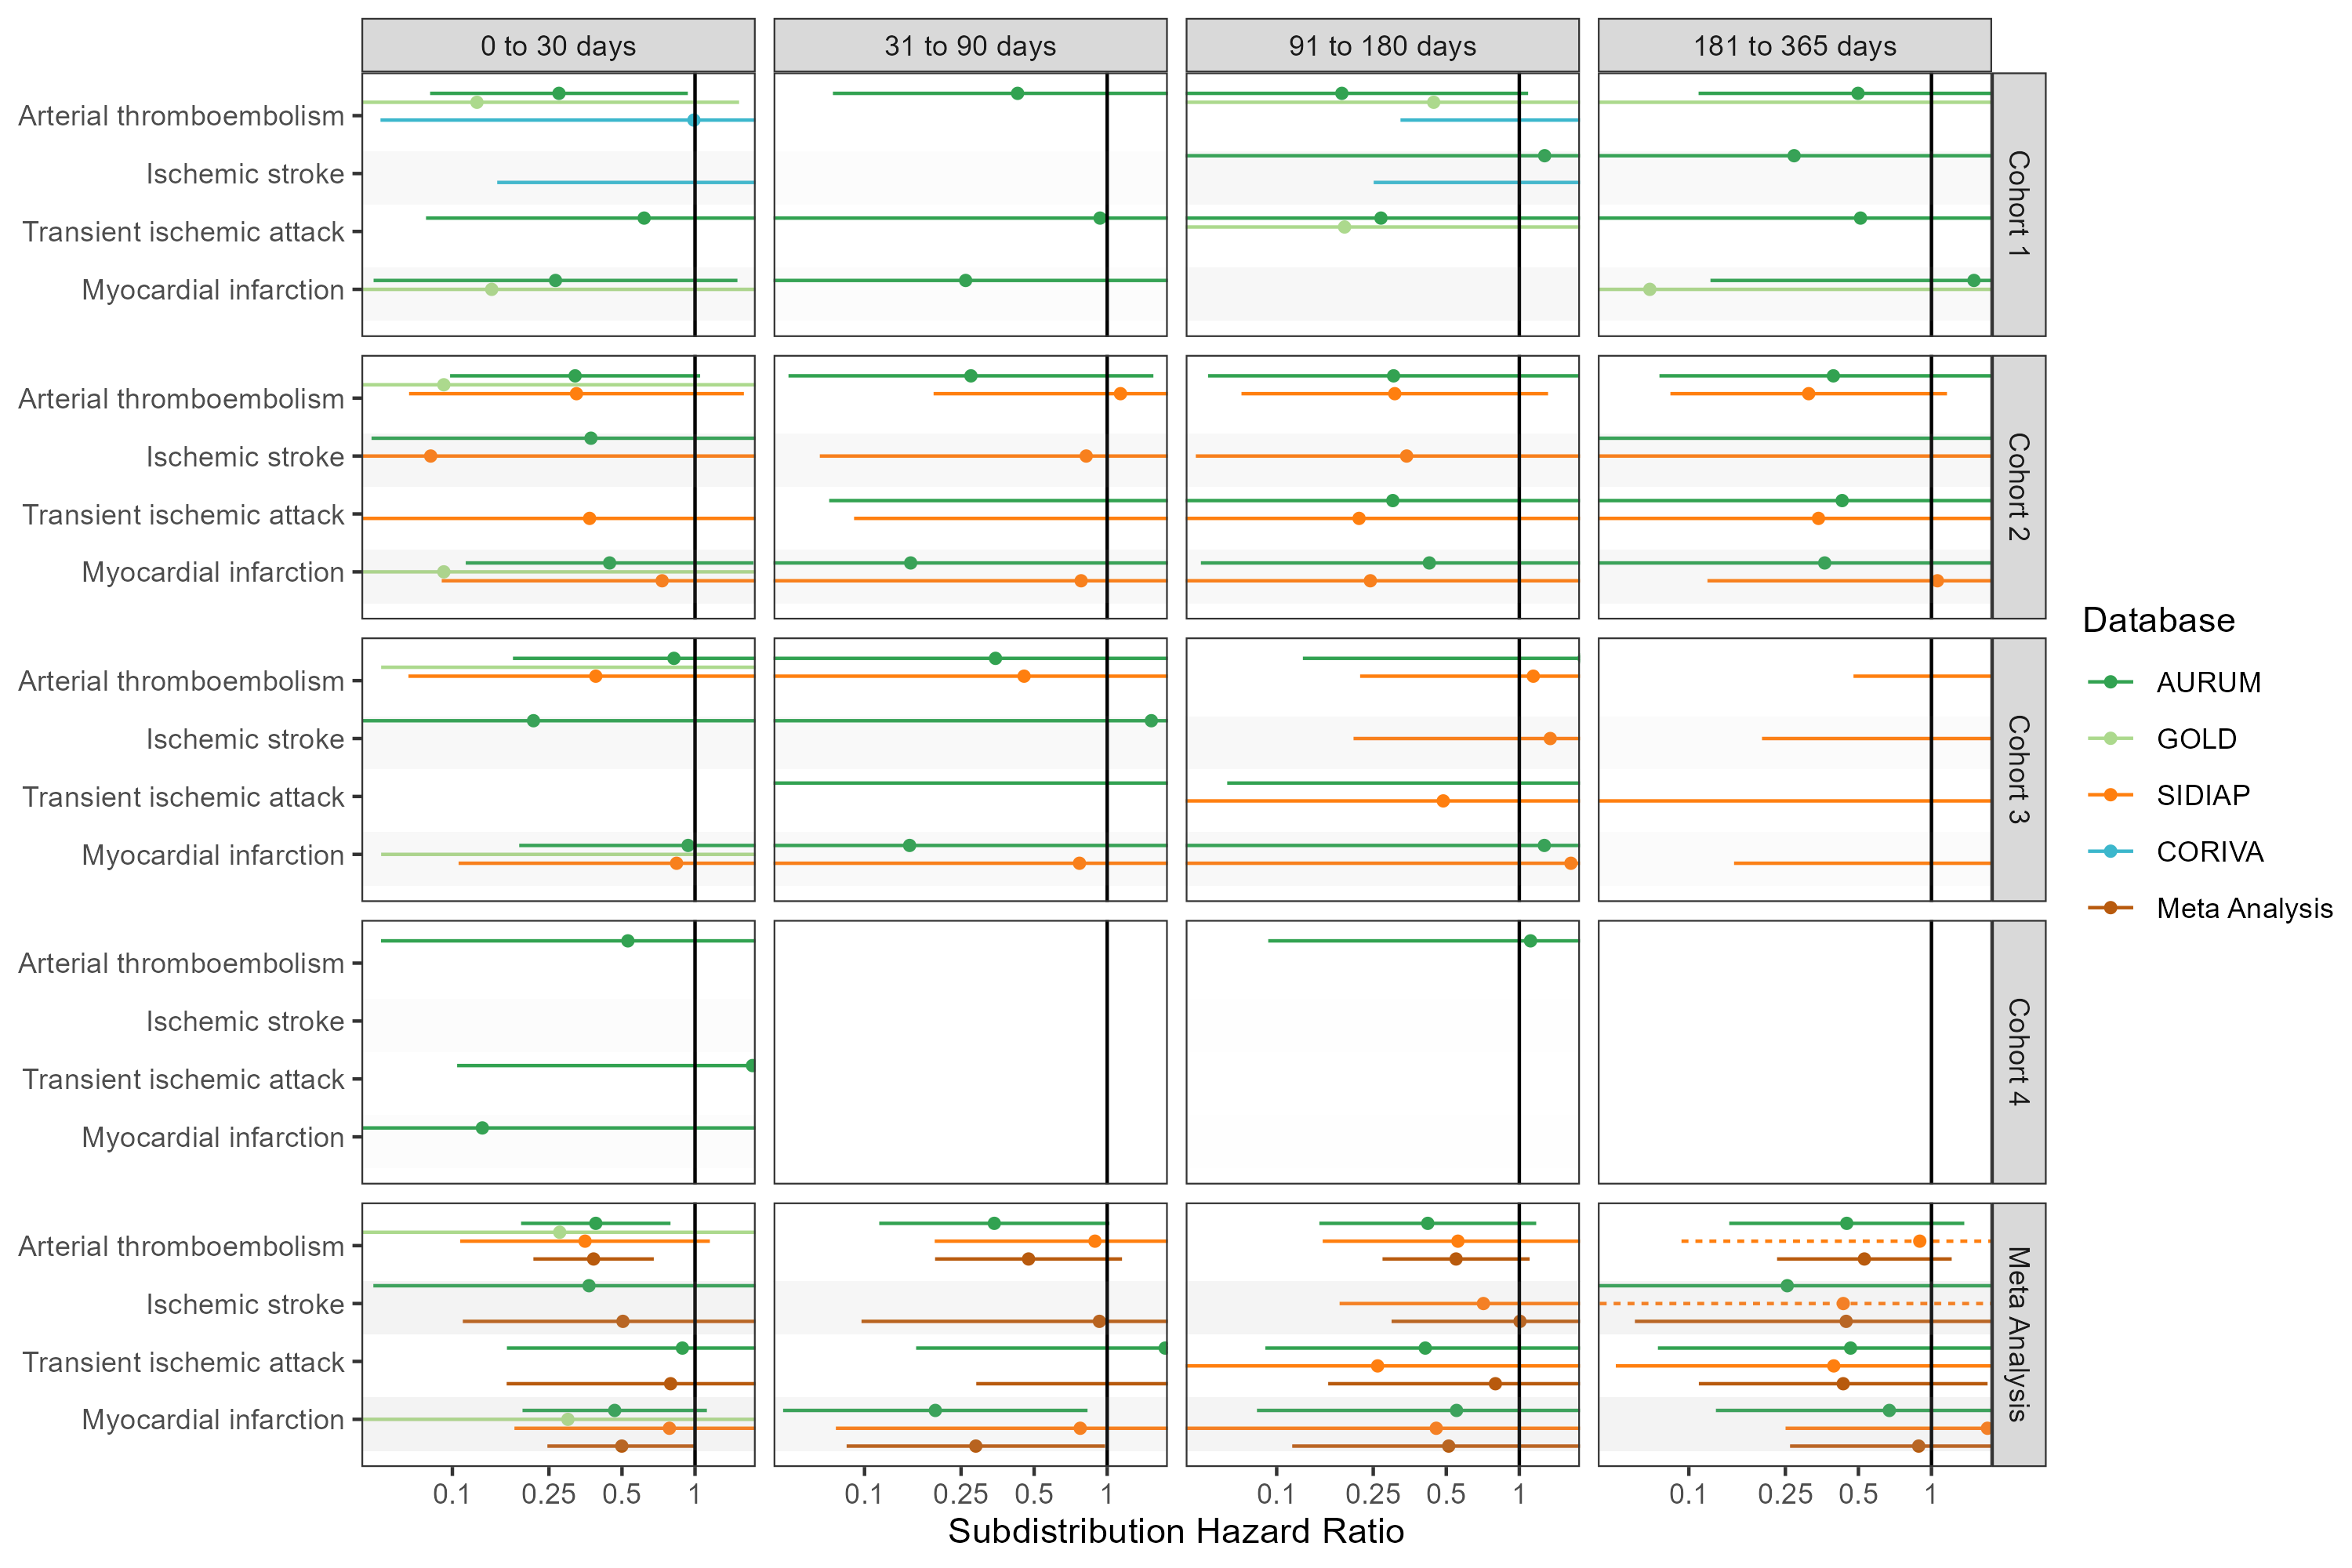 0 to 30 days
31 to 90 days
91 to 180 days
181 to 365 days
Arterial thromboembolism
Ischemic stroke
Transient ischemic attack
Myocardial infarction
Cohort 1
Arterial thromboembolism
Ischemic stroke
Transient ischemic attack
Myocardial infarction
Cohort 2
Arterial thromboembolism
Ischemic stroke
Transient ischemic attack
Myocardial infarction
Cohort 3
Arterial thromboembolism
Ischemic stroke
Transient ischemic attack
Myocardial infarction
Cohort 4
Arterial thromboembolism
Ischemic stroke
Transient ischemic attack
Myocardial infarction
Meta Analysis
0.1 0.25 0.5 1
0.1 0.25 0.5 1
0.1 0.25 0.5 1
0.1 0.25 0.5 1
Subdistribution Hazard Ratio
Database
AURUM
GOLD
SIDIAP
CORIVA
Meta Analysis